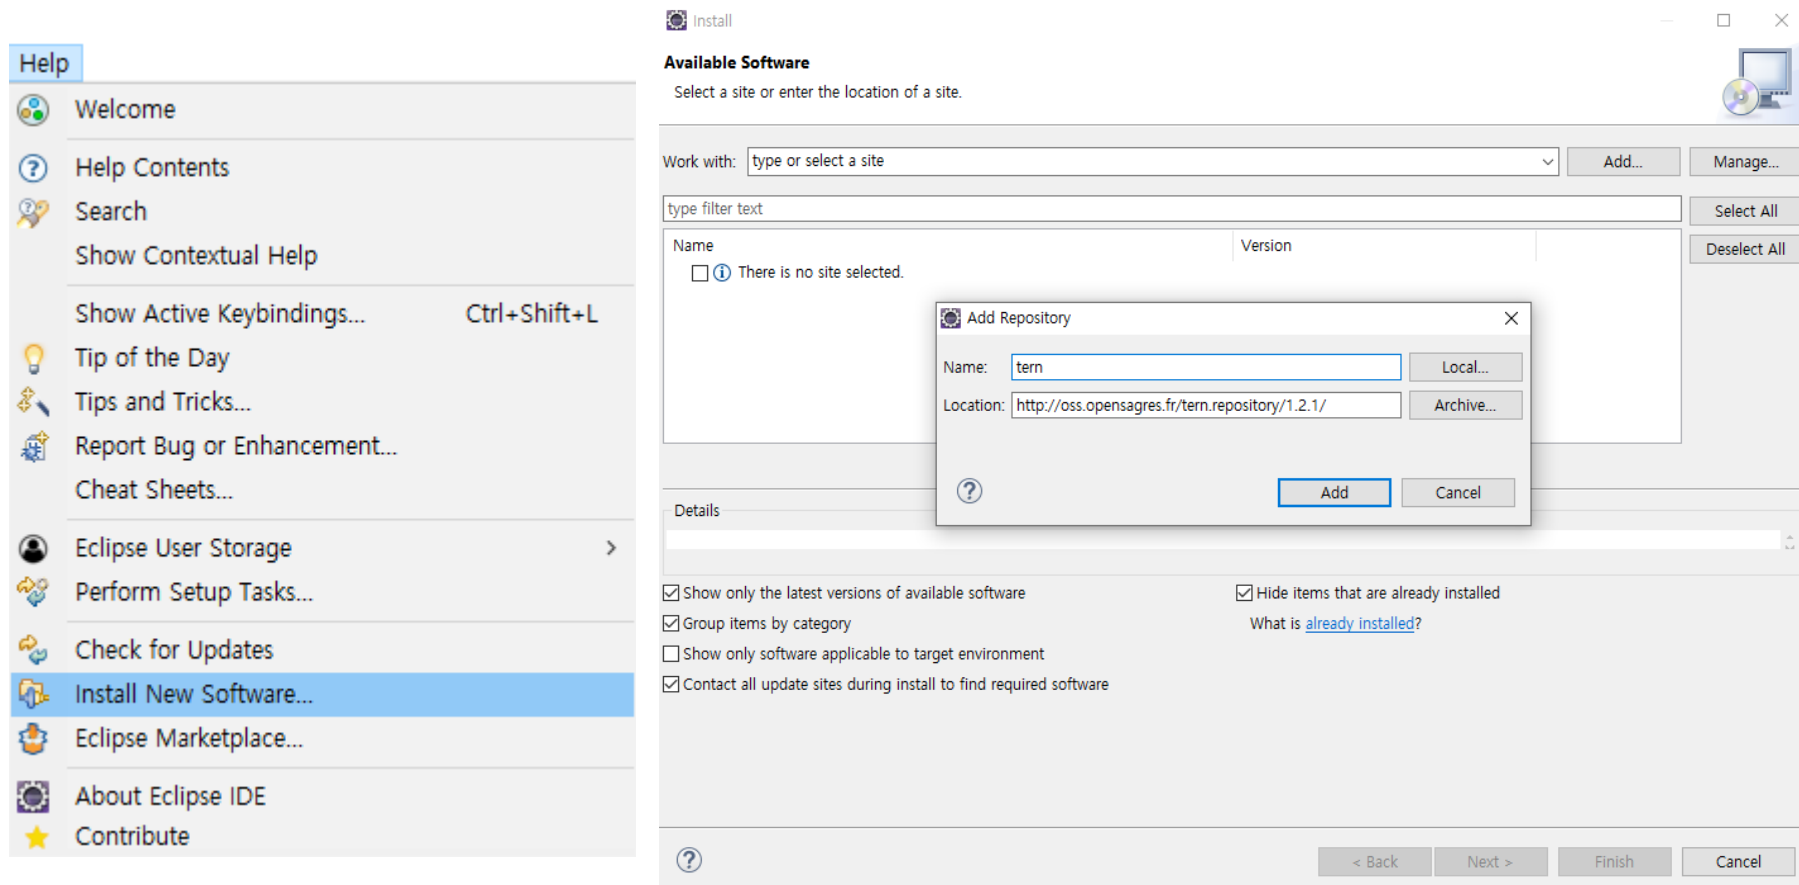 Help
Welcome
Help Contents
Search
Show Contextual Help
Show Active Keybindings... Ctrl+Shift+L
Tip of the Day
Tips and Tricks...
Report Bug or Enhancement...
Cheat Sheets...
Eclipse User Storage
Perform Setup Tasks...
Check for Updates
Install New Software...
Eclipse Marketplace...
About Eclipse IDE
Contribute
Install
Available Software
Select a site or enter the location of a site.
Work with: type or select a site Add... Manage...
type filter text Select All
Name Version Deselect All
There is no site selected.
Add Repository
Name: tern Local...
Location: http://oss.opensagres.fr/tern.repository/1.2.1/ Archive...
Add Cancel
Details
Show only the latest versions of available software Hide items that are already installed
Group items by category What is already installed?
Show only software applicable to target environment
Contact all update sites during install to find required software
< Back Next > Finish Cancel